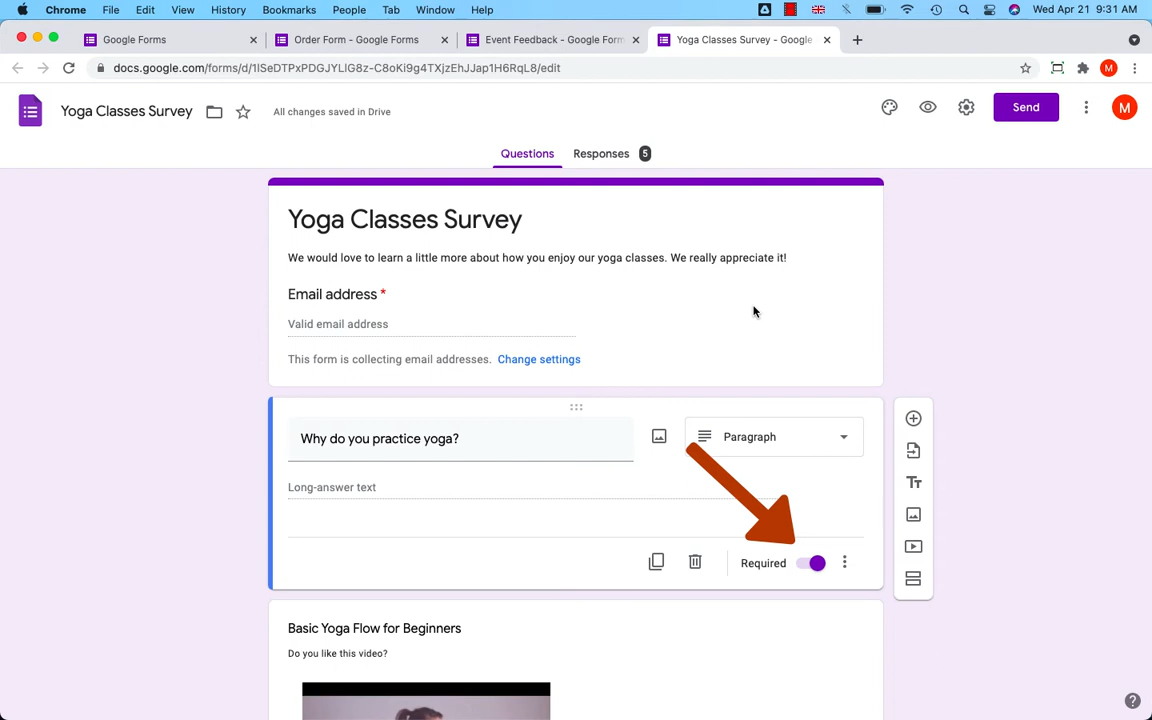 Chrome File Edit View History Bookmarks People Tab Window Help Wed Apr 21 9:31 AM
Google Forms Order Form - Google Forms Event Feedback - Google Form Yoga Classes Survey - Google
docs.google.com/forms/d/1lSeDTPxPDGJYLlG8z-C8oKi9g4TXjzEhJJap1H6RqL8/edit M
Yoga Classes Survey All changes saved in Drive Send M
Questions Responses 5
Yoga Classes Survey
We would love to learn a little more about how you enjoy our yoga classes. We really appreciate it!
Email address *
Valid email address
This form is collecting email addresses. Change settings
Why do you practice yoga? Paragraph
Long-answer text
Tт
Required
Basic Yoga Flow for Beginners
Do you like this video?